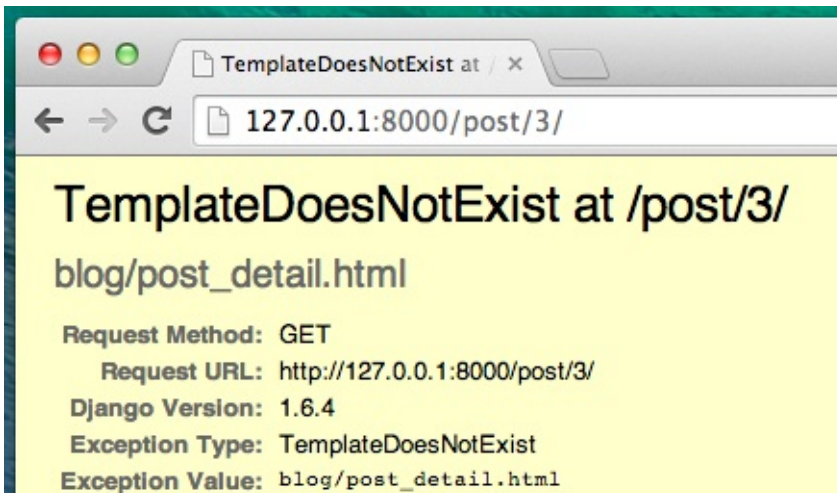 TemplateDoesNotExist at /
127.0.0.1:8000/post/3/
TemplateDoesNotExist at /post/3/
blog/post_detail.html
Request Method: GET
Request URL: http://127.0.0.1:8000/post/3/
Django Version: 1.6.4
Exception Type: TemplateDoesNotExist
Exception Value: blog/post_detail.html